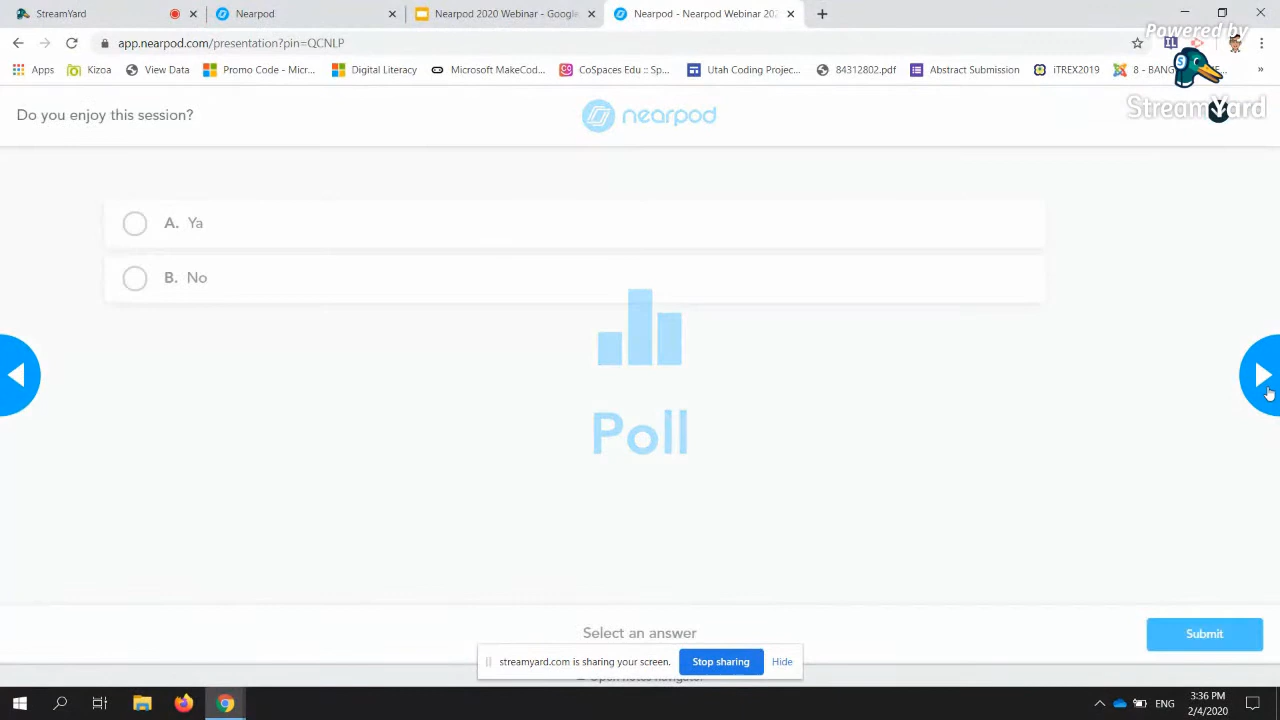 StreamYard
Nearpod
Nearpod 2020 Webinar - Google
Nearpod - Nearpod Webinar 202
app.nearpod.com/presentation?pin=QCNLP
Powered by
Apps
Kizoa
View Data
Promo Code - Micr...
Digital Literacy
Microsoft MakeCod...
CoSpaces Edu :: Sp...
Utah Coding Projec...
84312802.pdf
Abstract Submission
iTREX2019
StreamYard
Do you enjoy this session?
nearpod
A. Ya
B. No
Poll
Select an answer
Submit
streamyard.com is sharing your screen.
Stop sharing
Hide
ENG
3:36 PM
2/4/2020